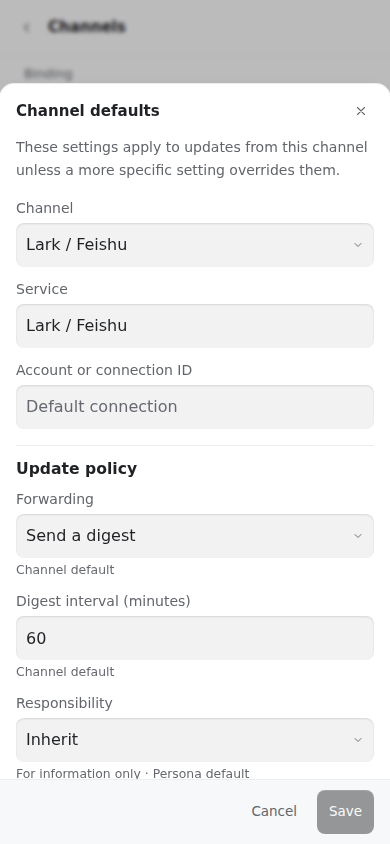 Channels
Binding
Channel defaults
These settings apply to updates from this channel
unless a more specific setting overrides them.
Channel
Lark / Feishu
Service
Lark / Feishu
Account or connection ID
Default connection
Update policy
Forwarding
Send a digest
Channel default
Digest interval (minutes)
60
Channel default
Responsibility
Inherit
For information only · Persona default
Cancel
Save